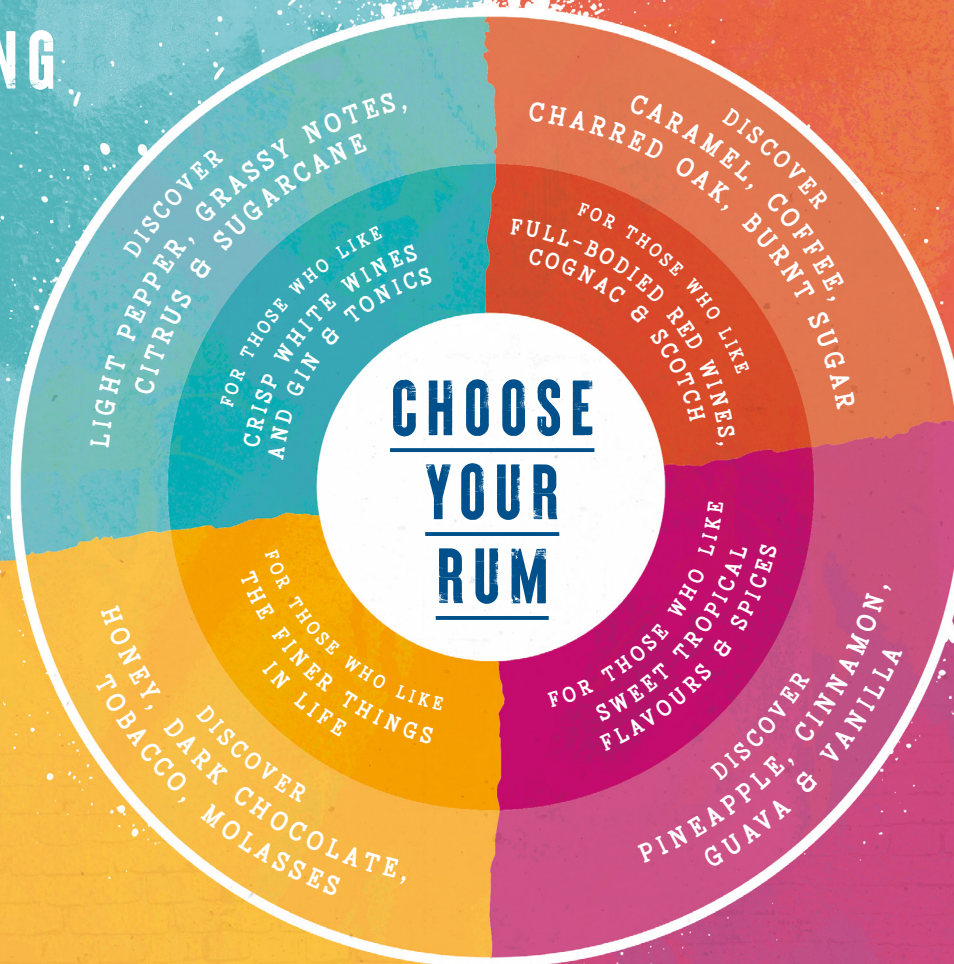 NG
DISCOVER
LIGHT PEPPER, GRASSY NOTES,
CITRUS & SUGARCANE
FOR THOSE WHO LIKE
CRISP WHITE WINES
AND GIN & TONICS
DISCOVER
CARAMEL, COFFEE,
CHARRED OAK, BURNT SUGAR
FOR THOSE WHO LIKE
FULL-BODIED RED WINES,
COGNAC & SCOTCH
CHOOSE
YOUR
RUM
FOR THOSE WHO LIKE
THE FINER THINGS
IN LIFE
DISCOVER
HONEY, DARK CHOCOLATE,
TOBACCO, MOLASSES
FOR THOSE WHO LIKE
SWEET TROPICAL
FLAVOURS & SPICES
DISCOVER
PINEAPPLE, CINNAMON,
GUAVA & VANILLA